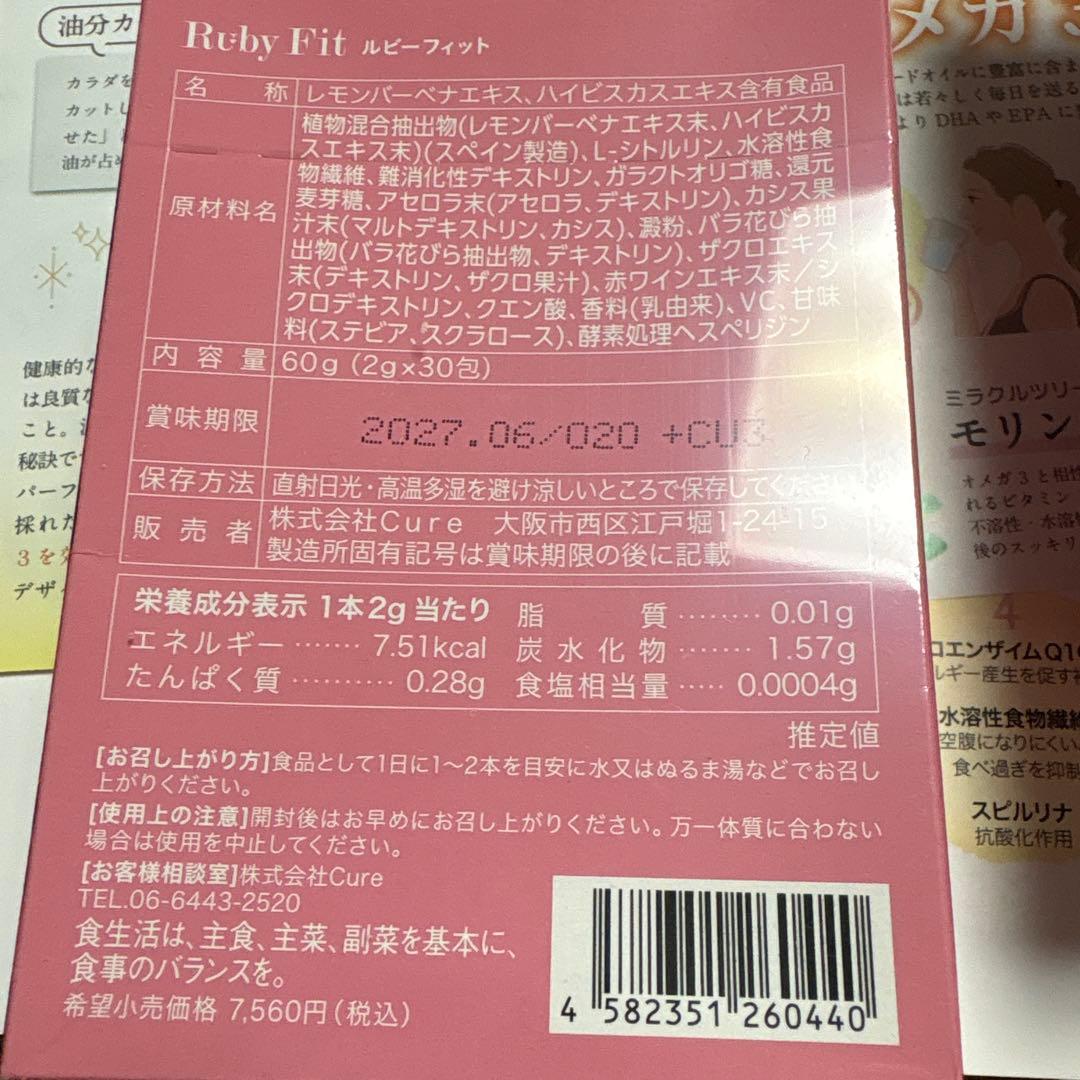 Ruby Fit ルビーフィット
名称 レモンバーベナエキス、ハイビスカスエキス含有食品
原材料名
植物混合抽出物(レモンバーベナエキス末、ハイビスカ
スエキス末)(スペイン製造)、L-シトルリン、水溶性食
物繊維、難消化性デキストリン、ガラクトオリゴ糖、還元
麦芽糖、アセロラ末(アセロラ、デキストリン)、カシス果
汁末(マルトデキストリン、カシス)、澱粉、バラ花びら抽
出物(バラ花びら抽出物、デキストリン)、ザクロエキス
末(デキストリン、ザクロ果汁)、赤ワインエキス末/シ
クロデキストリン、クエン酸、香料(乳由来)、VC、甘味
料(ステビア、スクラロース)、酵素処理ヘスペリジン
内容量 60g(2g×30包)
賞味期限 2027.06/020 +CU3
保存方法 直射日光・高温多湿を避け涼しいところで保存してください
販売者 株式会社Cure 大阪市西区江戸堀1-24-15
製造所固有記号は賞味期限の後に記載
栄養成分表示 1本2g当たり
エネルギー……7.51kcal
たんぱく質………0.28g
脂質………0.01g
炭水化物………1.57g
食塩相当量……0.0004g
推定値
[お召し上がり方]食品として1日に1〜2本を目安に水又はぬるま湯などでお召し
上がりください。
[使用上の注意]開封後はお早めにお召し上がりください。万一体質に合わない
場合は使用を中止してください。
[お客様相談室]株式会社Cure
TEL.06-6443-2520
食生活は、主食、主菜、副菜を基本に、
食事のバランスを。
希望小売価格 7,560円(税込)
4 582351 260440
油分カ
カラダを
カットし
せた」
油が占め
健康的な
は良質な
こと。
秘訣で
パーフ
採れた
3を
デザイ
メガ3
ードオイルに豊富に含ま
は若々しく毎日を送る
よりDHAやEPAに
ミラクルツリー
モリン
オメガ3と相性
れるビタミン
不溶性・水溶
後のスッキリ
4
コエンザイムQ10
ルギー産生を促す
水溶性食物繊維
空腹になりにくい
食べ過ぎを抑制
スピルリナ
抗酸化作用